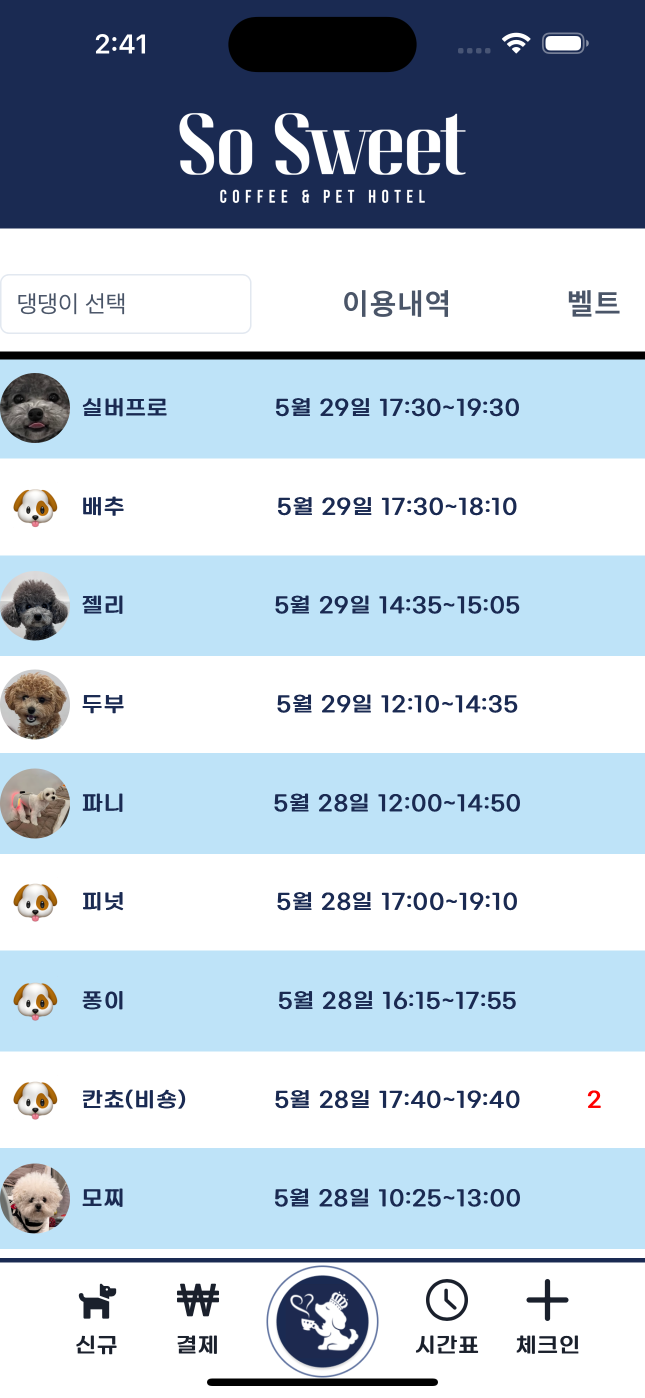 2:41
So Sweet
COFFEE & PET HOTEL
댕댕이 선택 이용내역 벨트
실버프로 5월 29일 17:30~19:30
배추 5월 29일 17:30~18:10
젤리 5월 29일 14:35~15:05
두부 5월 29일 12:10~14:35
파니 5월 28일 12:00~14:50
피넛 5월 28일 17:00~19:10
퐁이 5월 28일 16:15~17:55
칸쵸(비숑) 5월 28일 17:40~19:40 2
모찌 5월 28일 10:25~13:00
신규 결제 시간표 체크인